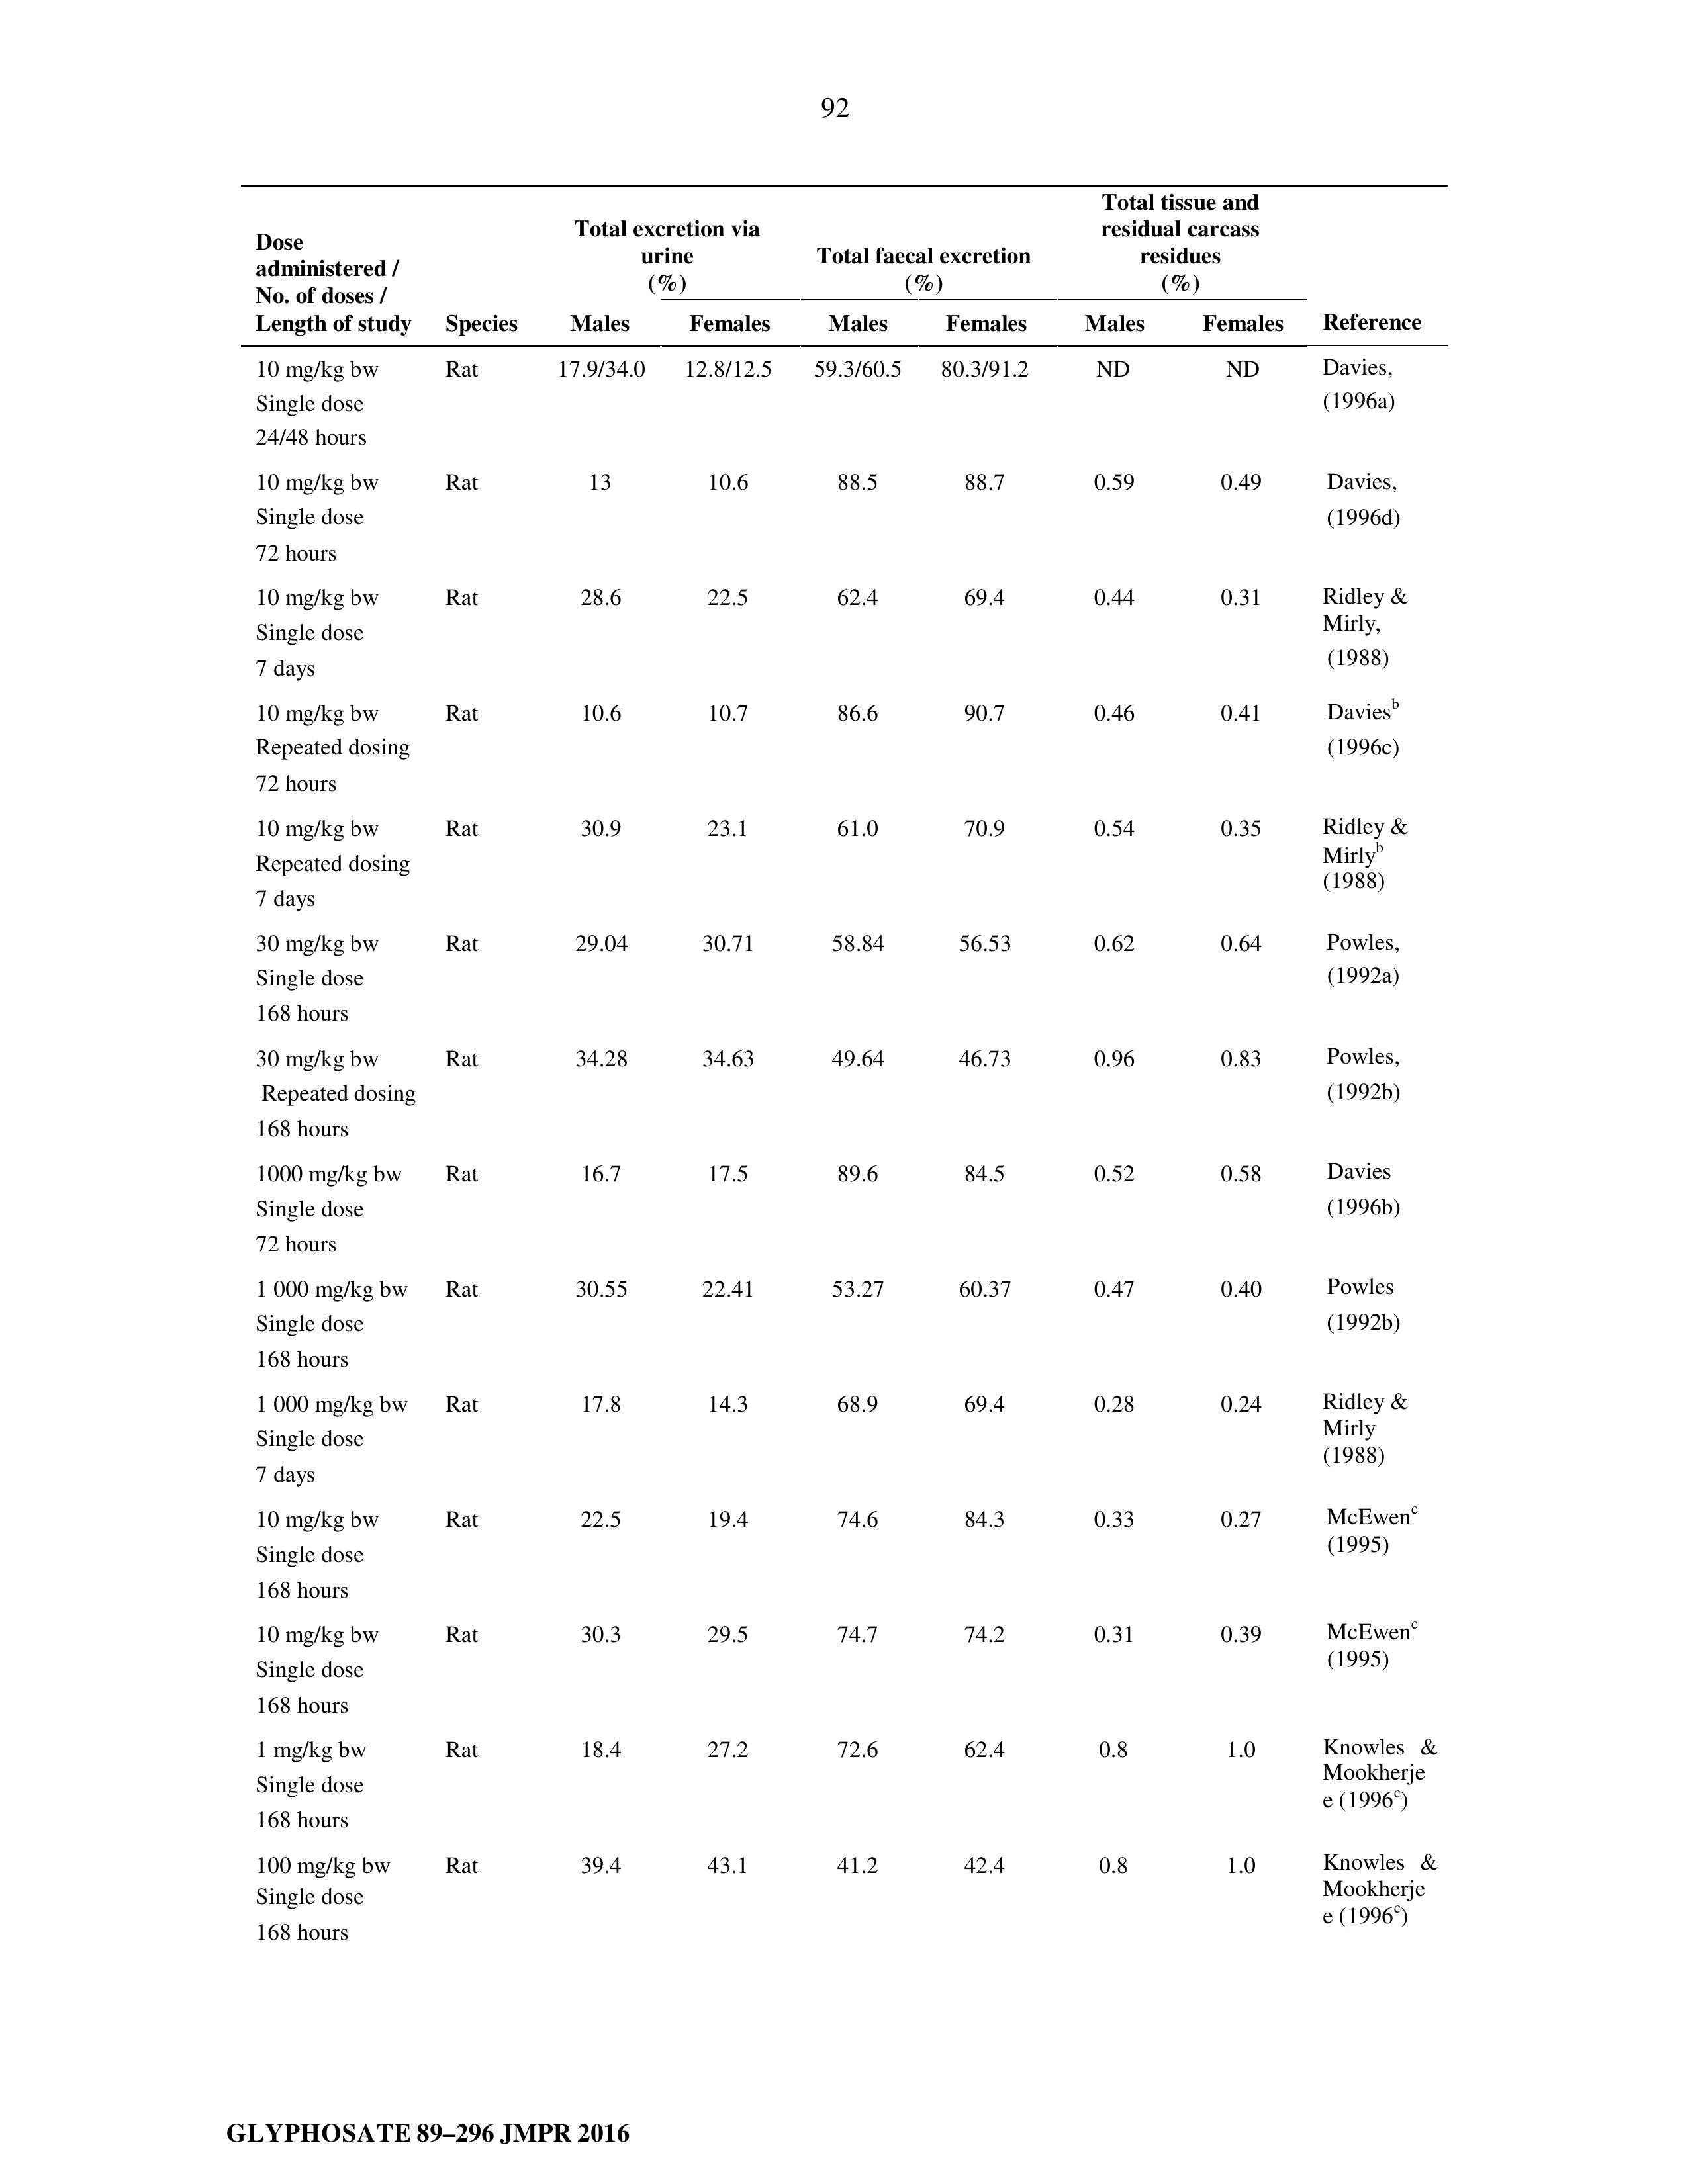 92
Total tissue and
Total excretion via residual carcass
Dose urine Total faecal excretion residues
administered / (%) (%) (%)
No. of doses /
Length of study Species Males Females Males Females Males Females Reference
10 mg/kg bw Rat 17.9/34.0 12.8/12.5 59.3/60.5 80.3/91.2 ND ND Davies,
Single dose (1996a)
24/48 hours
10 mg/kg bw Rat 13 10.6 88.5 88.7 0.59 0.49 Davies,
Single dose (1996d)
72 hours
10 mg/kg bw Rat 28.6 22.5 62.4 69.4 0.44 0.31 Ridley &
Single dose Mirly,
7 days (1988)
10 mg/kg bw Rat 10.6 10.7 86.6 90.7 0.46 0.41 Davies^b
Repeated dosing (1996c)
72 hours
10 mg/kg bw Rat 30.9 23.1 61.0 70.9 0.54 0.35 Ridley &
Repeated dosing Mirly^b
7 days (1988)
30 mg/kg bw Rat 29.04 30.71 58.84 56.53 0.62 0.64 Powles,
Single dose (1992a)
168 hours
30 mg/kg bw Rat 34.28 34.63 49.64 46.73 0.96 0.83 Powles,
Repeated dosing (1992b)
168 hours
1000 mg/kg bw Rat 16.7 17.5 89.6 84.5 0.52 0.58 Davies
Single dose (1996b)
72 hours
1 000 mg/kg bw Rat 30.55 22.41 53.27 60.37 0.47 0.40 Powles
Single dose (1992b)
168 hours
1 000 mg/kg bw Rat 17.8 14.3 68.9 69.4 0.28 0.24 Ridley &
Single dose Mirly
7 days (1988)
10 mg/kg bw Rat 22.5 19.4 74.6 84.3 0.33 0.27 McEwen^c
Single dose (1995)
168 hours
10 mg/kg bw Rat 30.3 29.5 74.7 74.2 0.31 0.39 McEwen^c
Single dose (1995)
168 hours
1 mg/kg bw Rat 18.4 27.2 72.6 62.4 0.8 1.0 Knowles &
Single dose Mookherje
168 hours e (1996^c)
100 mg/kg bw Rat 39.4 43.1 41.2 42.4 0.8 1.0 Knowles &
Single dose Mookherje
168 hours e (1996^c)
GLYPHOSATE 89–296 JMPR 2016